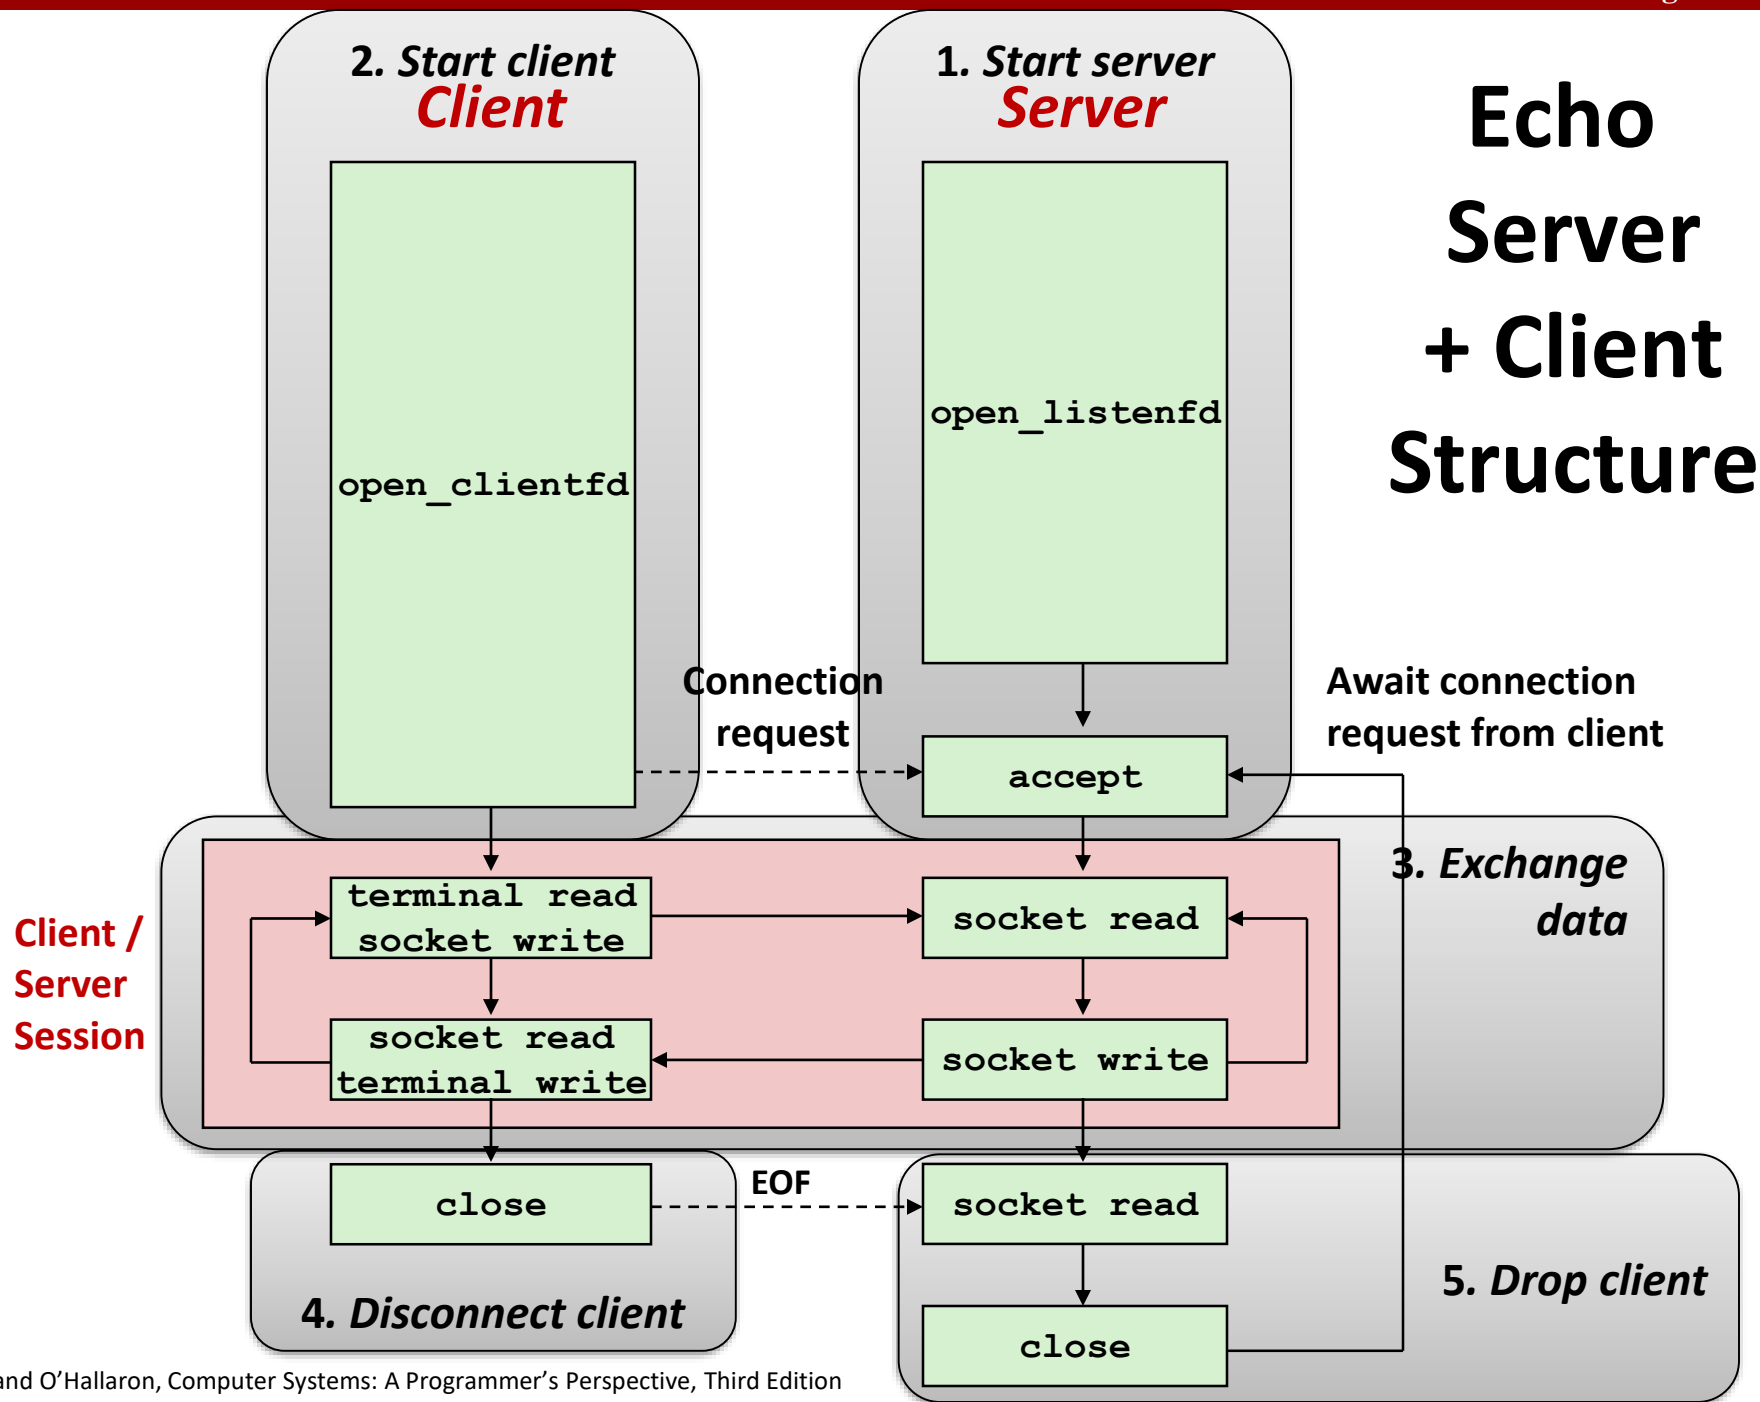 2. Start client
Client
1. Start server
Server
Echo
Server
+ Client
Structure
open_listenfd
open_clientfd
Connection
request
Await connection
request from client
accept
3. Exchange
data
terminal read
socket write
socket read
Client /
Server
Session
socket read
terminal write
socket write
close
EOF
socket read
4. Disconnect client
5. Drop client
close
and O'Hallaron, Computer Systems: A Programmer's Perspective, Third Edition